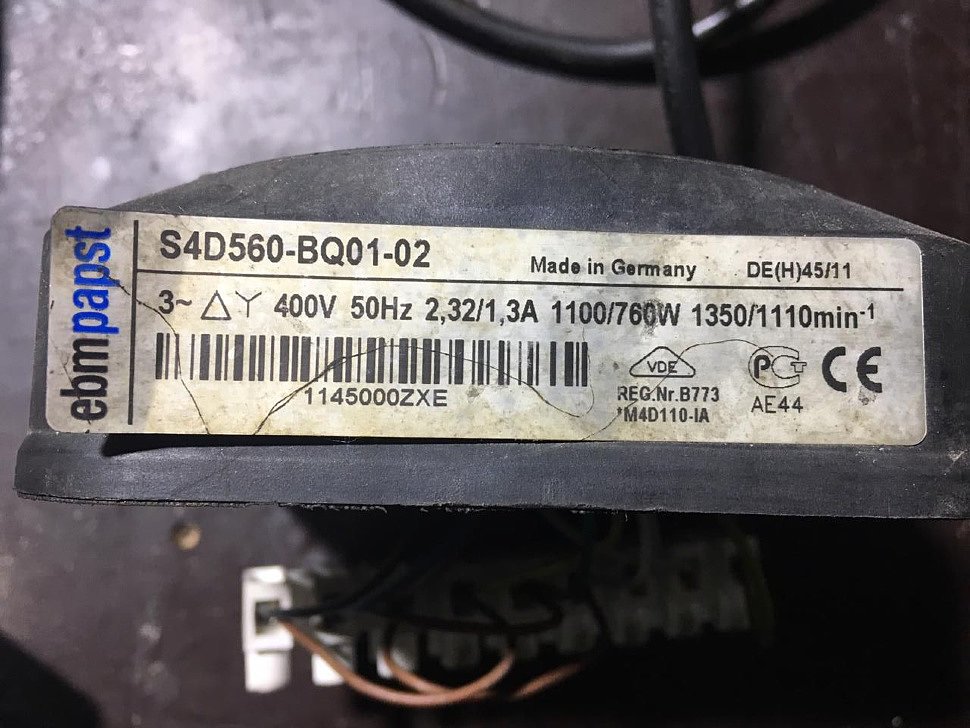 ebmpapst
S4D560-BQ01-02
Made in Germany
DE(H)45/11
3~ △ Y 400V 50Hz 2,32/1,3A 1100/760W 1350/1110min⁻¹
1145000ZXE
VDE
REG.Nr.B773
*M4D110-IA
РСТ
AE44
CE